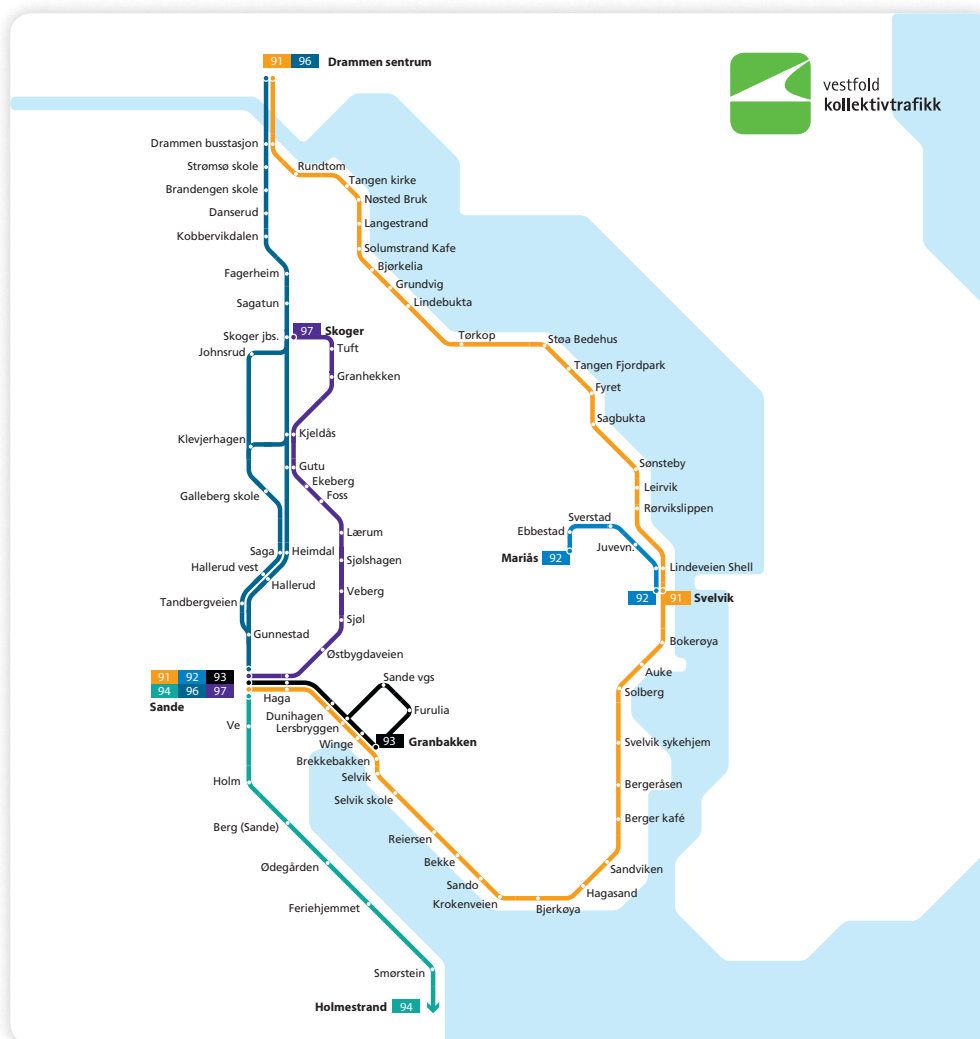 91 96 Drammen sentrum
vestfold
kollektivtrafikk
Drammen busstasjon
Strømsø skole
Brandengen skole
Danserud
Kobbervikdalen
Fagerheim
Sagatun
Skoger jbs.
Johnsrud
Klevjerhagen
Galleberg skole
Saga
Heimdal
Hallerud vest
Hallerud
Tandbergveien
Gunnestad
97 Skoger
Tuft
Granhekken
Kjeldås
Gutu
Ekeberg
Foss
Lærum
Sjølshagen
Veberg
Sjøl
Østbygdaveien
Rundtom
Tangen kirke
Nøsted Bruk
Langestrand
Solumstrand Kafe
Bjørkelia
Grundvig
Lindebukta
Tørkop
Støa Bedehus
Tangen Fjordpark
Fyret
Sagbukta
Sønsteby
Leirvik
Rørvikslippen
Sverstad
Ebbestad
Juvevn.
Mariås 92
Lindeveien Shell
92 91 Svelvik
Bokerøya
Auke
Solberg
Svelvik sykehjem
Bergeråsen
Berger kafé
Sandviken
Hagasand
Bjerkøya
Krokenveien
Sando
Bekke
Reiersen
Selvik skole
Selvik
Brekkebakken
Winge
Lersbryggen
Dunihagen
Haga
Sande vgs
Furulia
93 Granbakken
91 92 93
94 96 97
Sande
Ve
Holm
Berg (Sande)
Ødegården
Feriehjemmet
Smørstein
Holmestrand 94